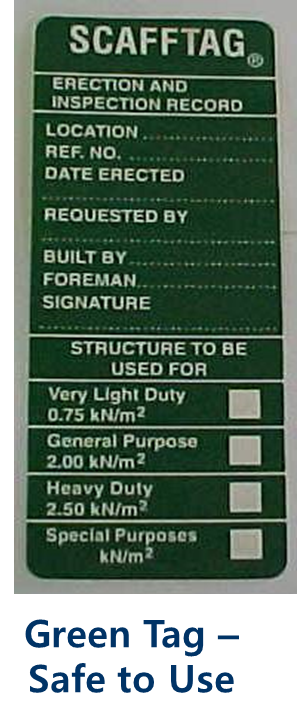 SCAFFTAG®
ERECTION AND
INSPECTION RECORD
LOCATION
REF. NO.
DATE ERECTED
REQUESTED BY
BUILT BY
FOREMAN
SIGNATURE
STRUCTURE TO BE
USED FOR
Very Light Duty
0.75 kN/m²
General Purpose
2.00 kN/m²
Heavy Duty
2.50 kN/m²
Special Purposes
kN/m²
Green Tag –
Safe to Use